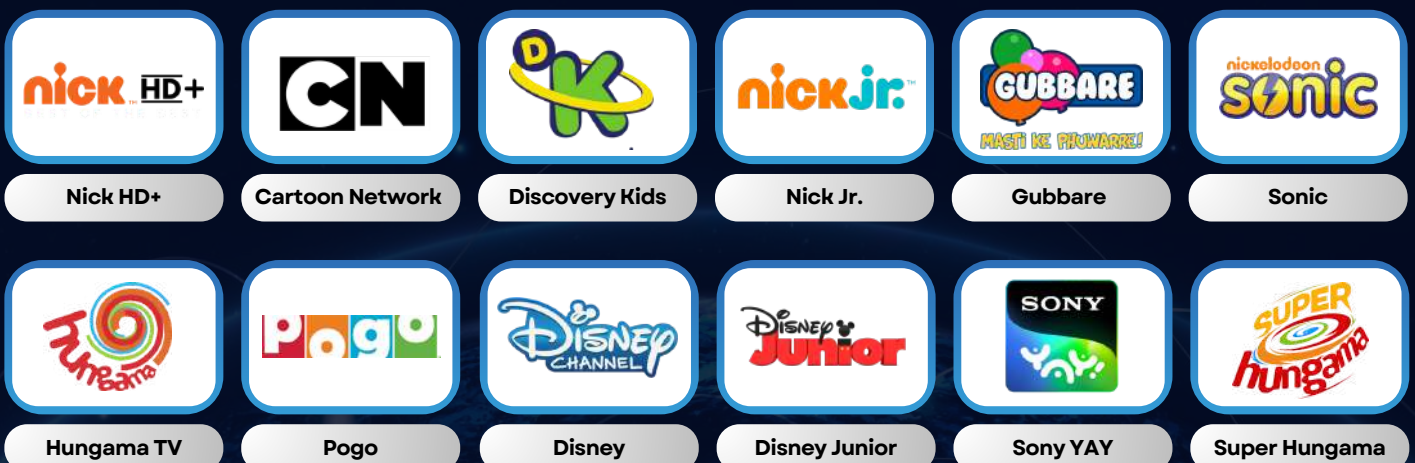 nick HD+
CN
DK
nick jr.™
GUBBARE
MASTI KE PHUWARRE!
nickelodeon
sonic
Nick HD+
Cartoon Network
Discovery Kids
Nick Jr.
Gubbare
Sonic
hungama
POGO
Disney
CHANNEL
Disney
Junior
SONY
YAY!
SUPER
hungama
Hungama TV
Pogo
Disney
Disney Junior
Sony YAY
Super Hungama